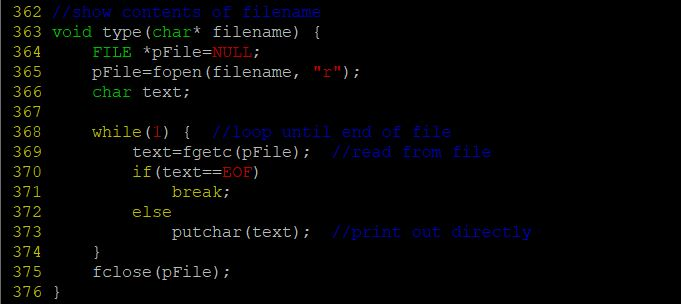 362 //show contents of filename
363 void type(char* filename) {
364     FILE *pFile=NULL;
365     pFile=fopen(filename, "r");
366     char text;
367
368     while(1) {  //loop until end of file
369         text=fgetc(pFile);  //read from file
370         if(text==EOF)
371             break;
372         else
373             putchar(text);  //print out directly
374     }
375     fclose(pFile);
376 }